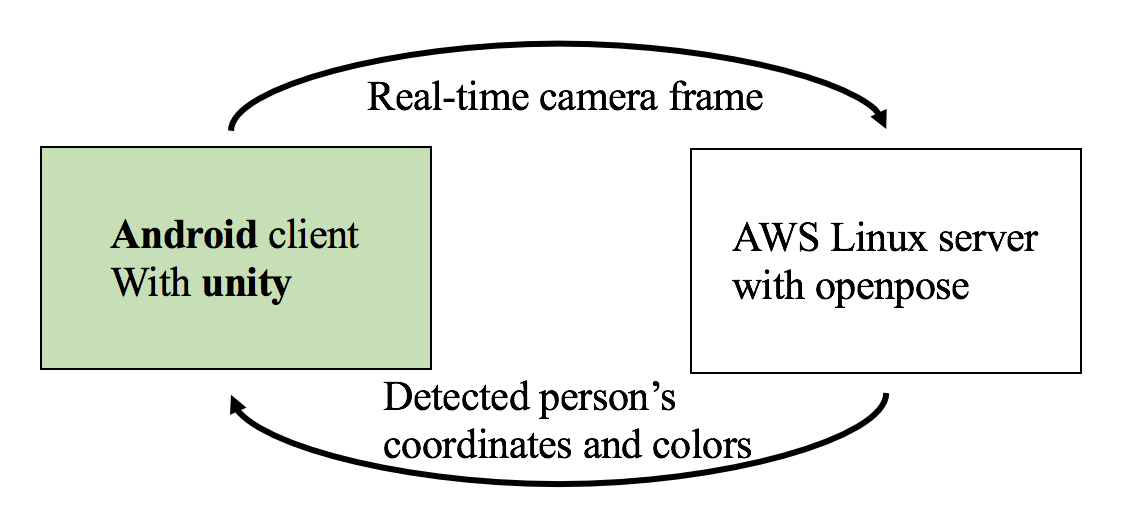 Real-time camera frame
Android client
With unity
AWS Linux server
with openpose
Detected person’s
coordinates and colors